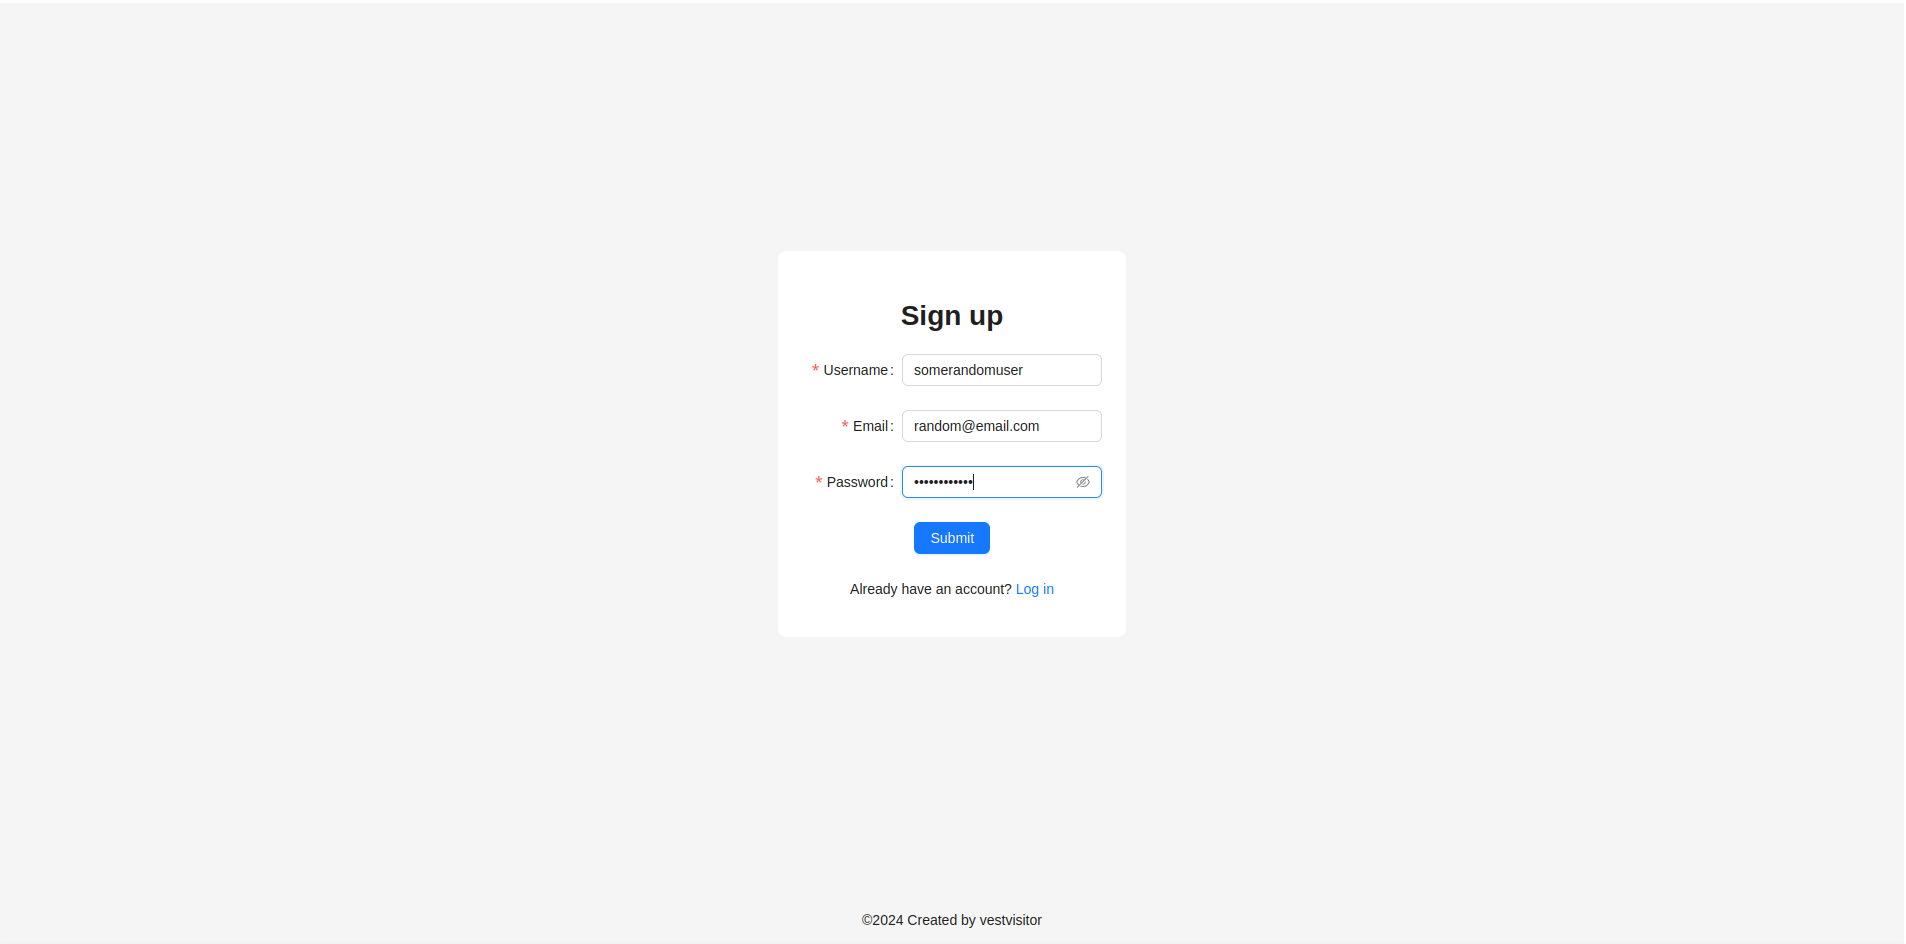 Sign up
* Username: somerandomuser
* Email: random@email.com
* Password: ••••••••••••
Submit
Already have an account? Log in
©2024 Created by vestvisitor